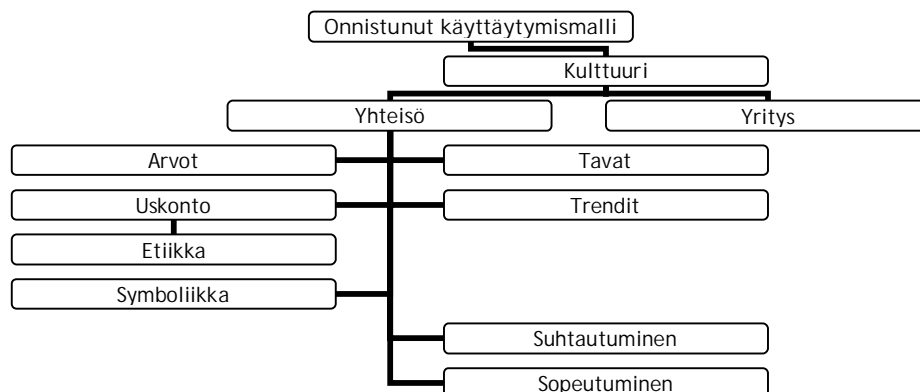 Onnistunut käyttäytymismalli
Kulttuuri
Yhteisö
Yritys
Arvot
Tavat
Uskonto
Trendit
Etiikka
Symboliikka
Suhtautuminen
Sopeutuminen